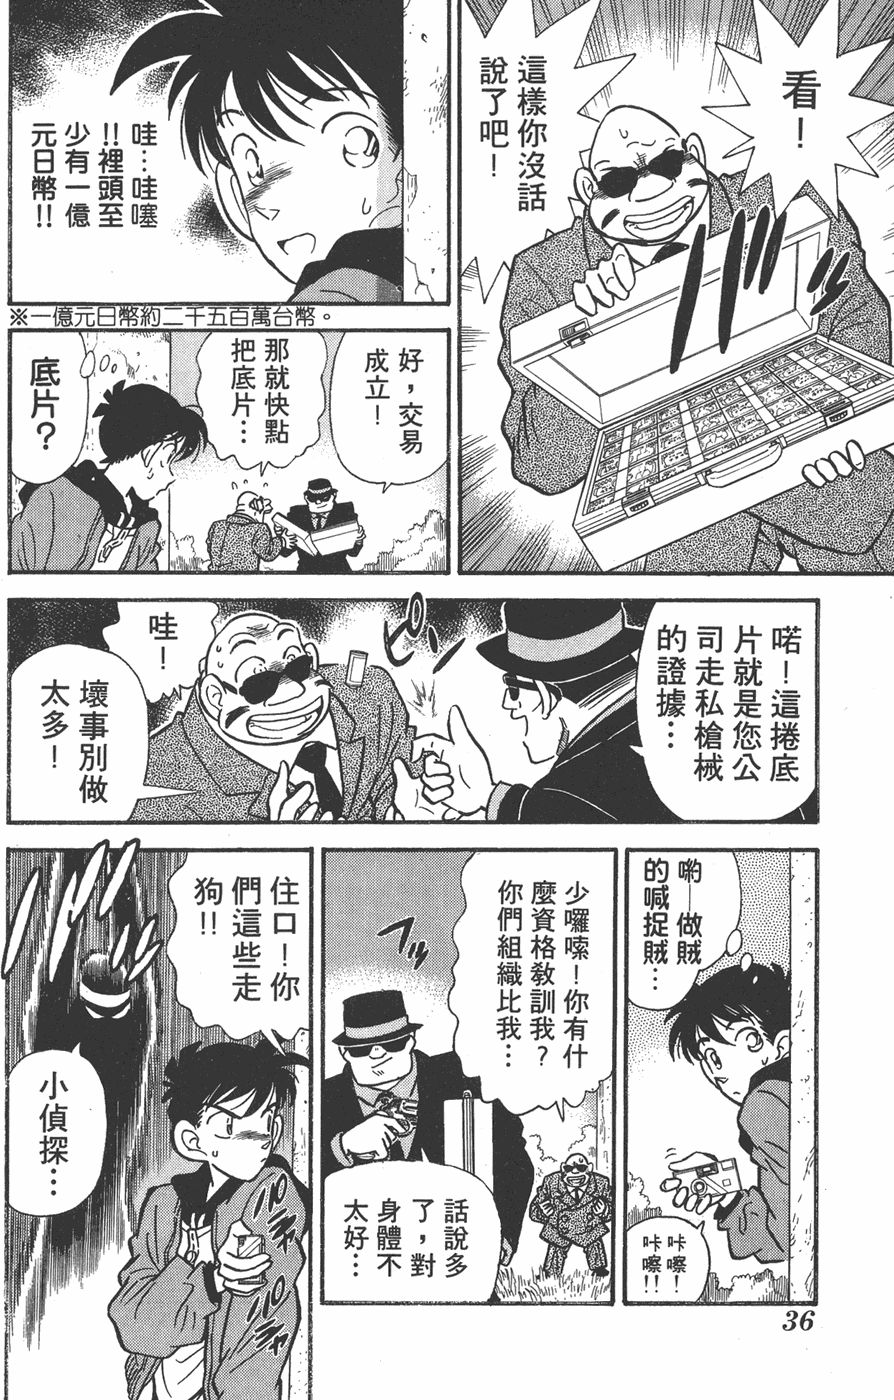 看！
這樣你沒話
說了吧！
哇…哇噻
!!裡頭至
少有一億
元日幣!!
※一億元日幣約二千五百萬台幣。
好，交易
成立！
那就快點
把底片…
底片？
喏！這捲底
片就是您公
司走私槍械
的證據…
哇！
壞事別做
太多！
喲—做賊
的喊捉賊…
咔嚓！
咔嚓!!
少囉嗦！你有什
麼資格教訓我？
你們組織比我…
話說多
了，對
身體不
太好…
住口！你
們這些走
狗!!
小偵探…
36